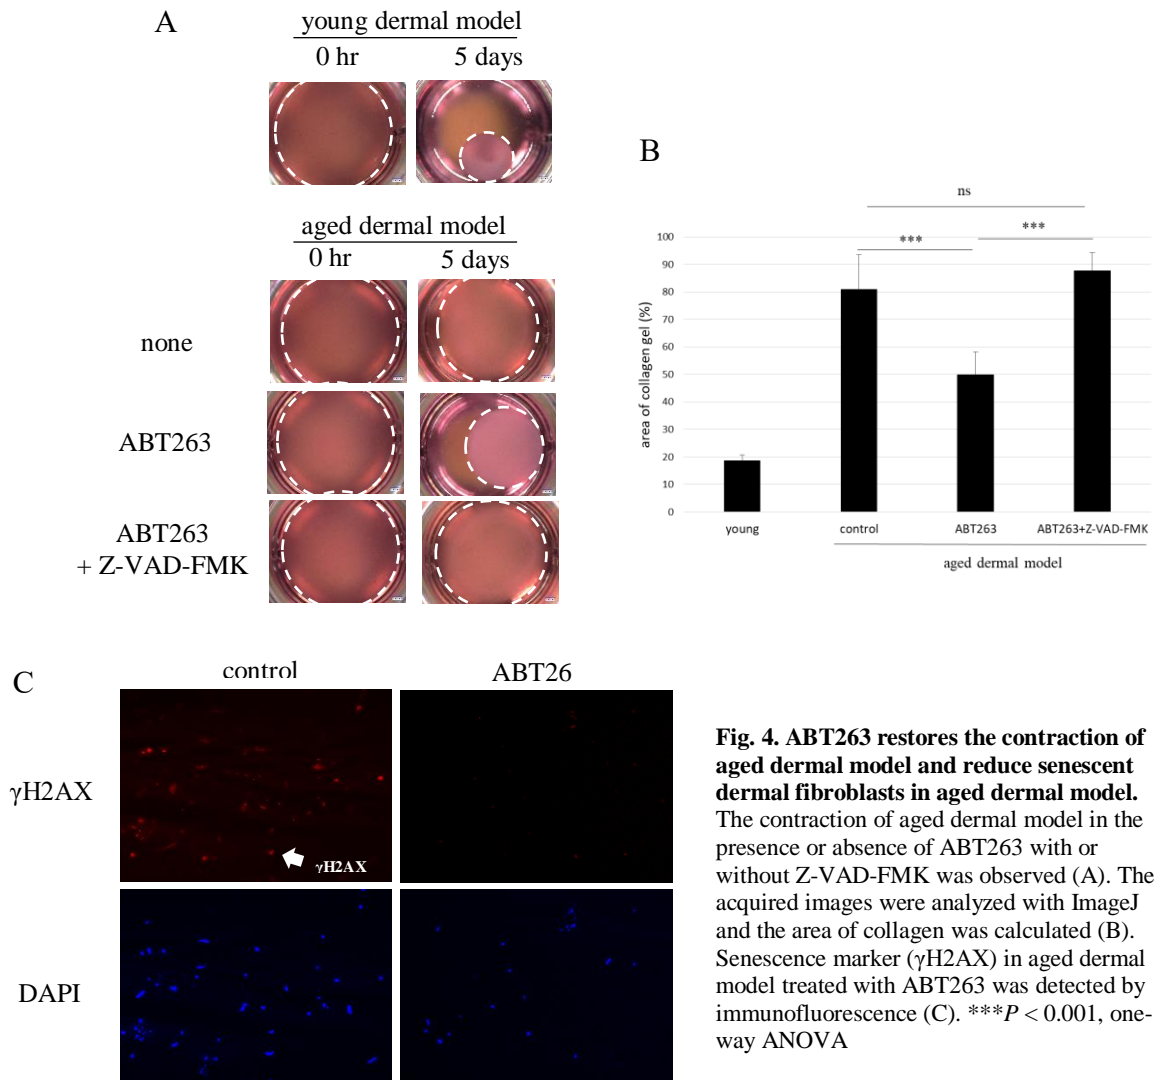 A
young dermal model
0 hr
5 days
aged dermal model
0 hr
5 days
none
ABT263
ABT263
+ Z-VAD-FMK
B
ns
***
***
area of collagen gel (%)
100
90
80
70
60
50
40
30
20
10
0
young
control
ABT263
ABT263+Z-VAD-FMK
aged dermal model
C
control
ABT26
γH2AX
γH2AX
DAPI
Fig. 4. ABT263 restores the contraction of
aged dermal model and reduce senescent
dermal fibroblasts in aged dermal model.
The contraction of aged dermal model in the
presence or absence of ABT263 with or
without Z-VAD-FMK was observed (A). The
acquired images were analyzed with ImageJ
and the area of collagen was calculated (B).
Senescence marker (γH2AX) in aged dermal
model treated with ABT263 was detected by
immunofluorescence (C). ***P < 0.001, one-
way ANOVA